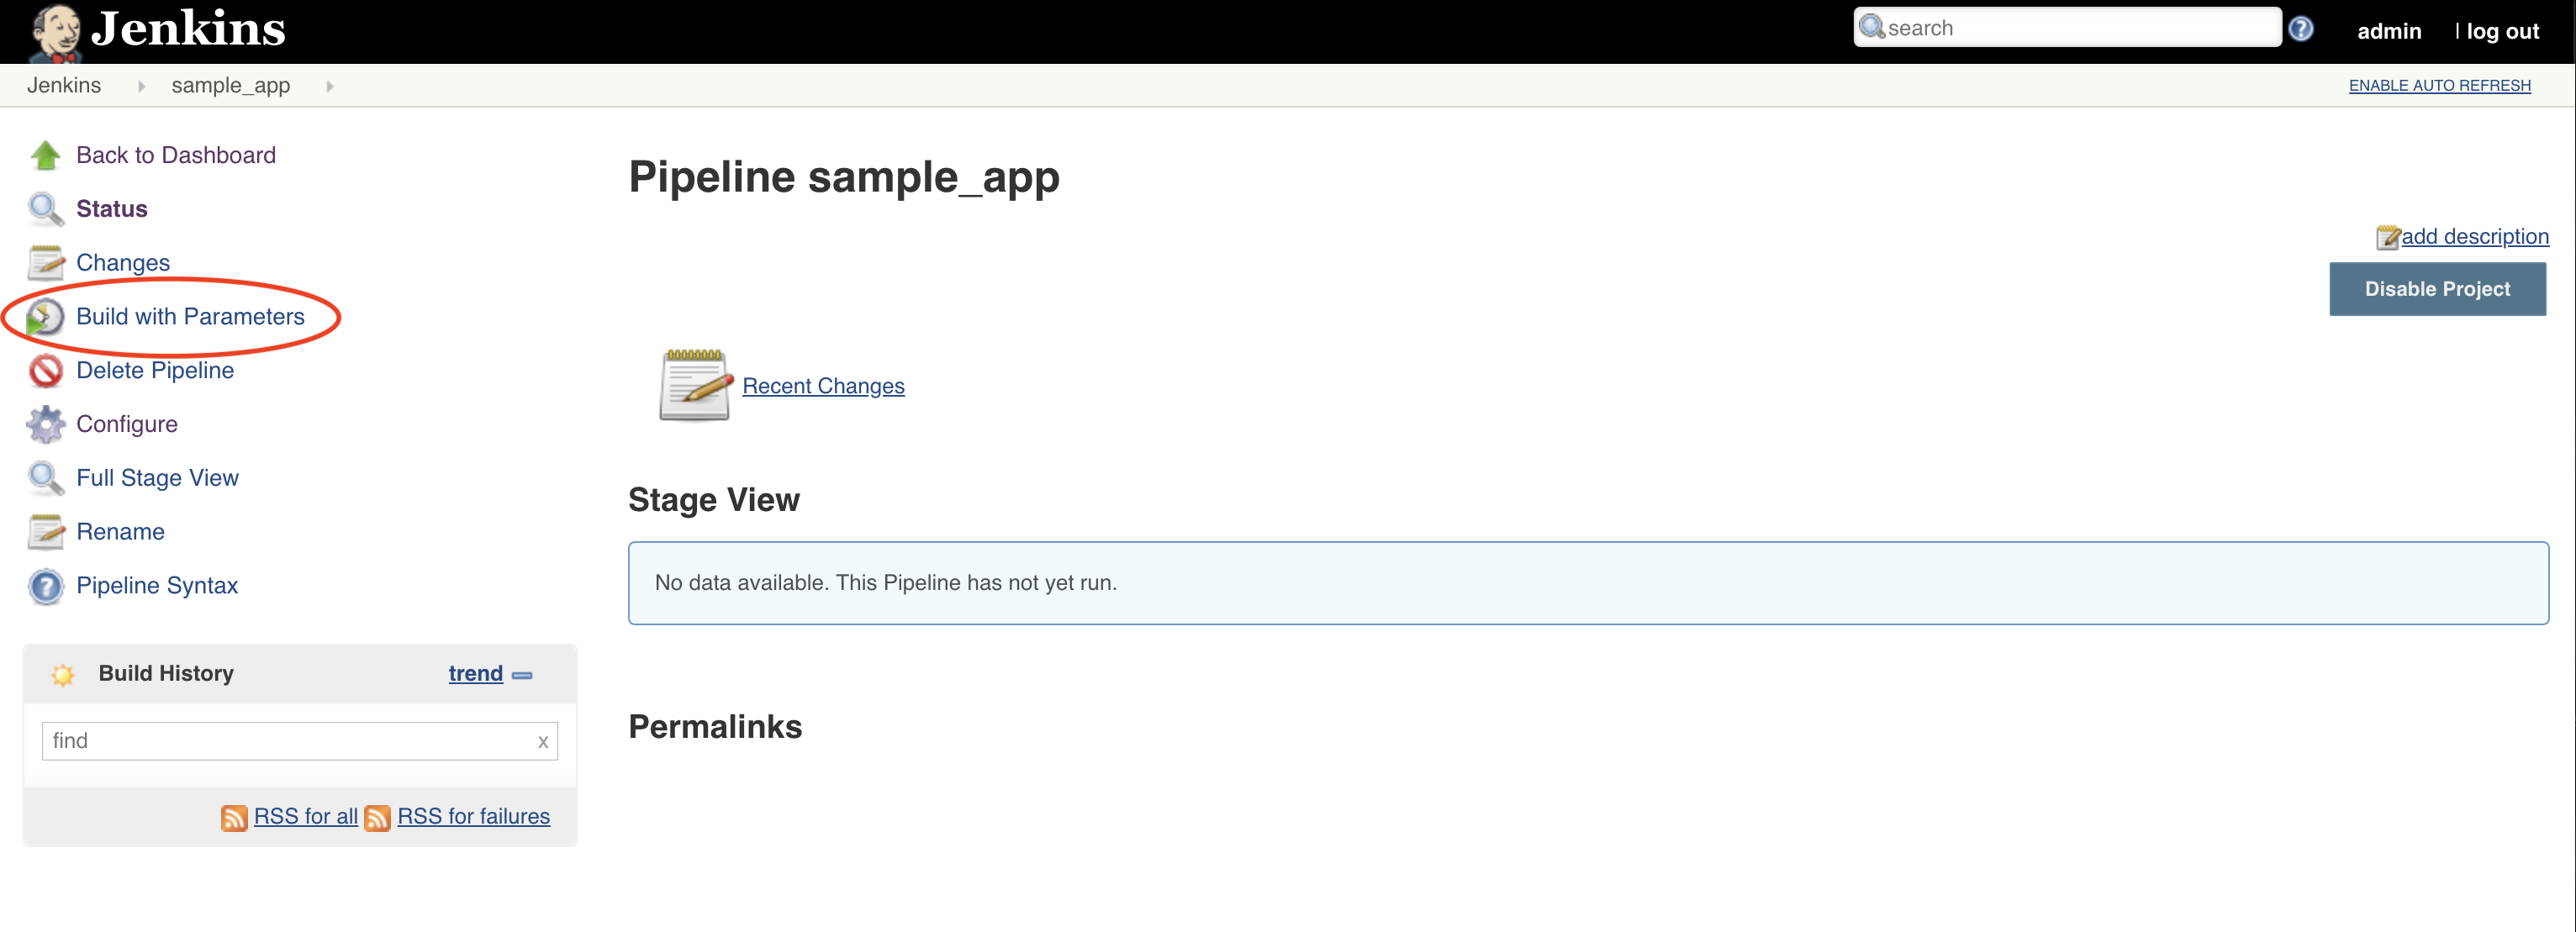 Jenkins
search
admin | log out
Jenkins sample_app
ENABLE AUTO REFRESH
Back to Dashboard
Status
Changes
Build with Parameters
Delete Pipeline
Configure
Full Stage View
Rename
Pipeline Syntax
Build History trend
find x
RSS for all RSS for failures
Pipeline sample_app
add description
Disable Project
Recent Changes
Stage View
No data available. This Pipeline has not yet run.
Permalinks